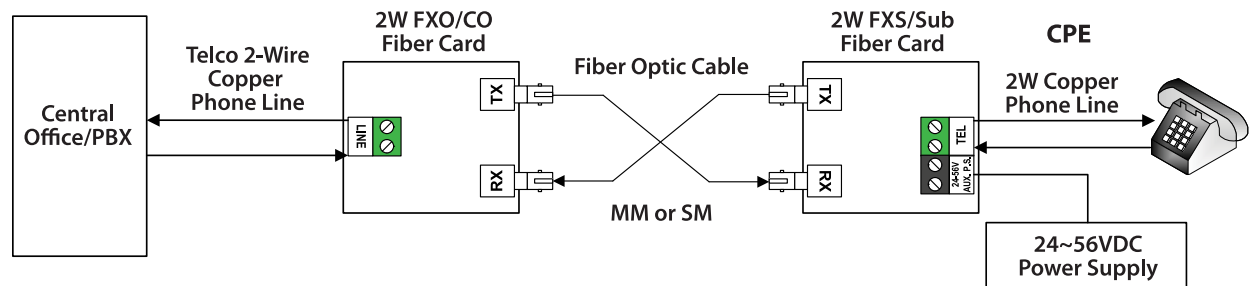 2W FXO/CO
Fiber Card
2W FXS/Sub
Fiber Card
CPE
Telco 2-Wire
Copper
Phone Line
Fiber Optic Cable
2W Copper
Phone Line
Central
Office/PBX
TX
TX
LINE
TEL
RX
RX
24-56V
AUX. P.S.
MM or SM
24~56VDC
Power Supply